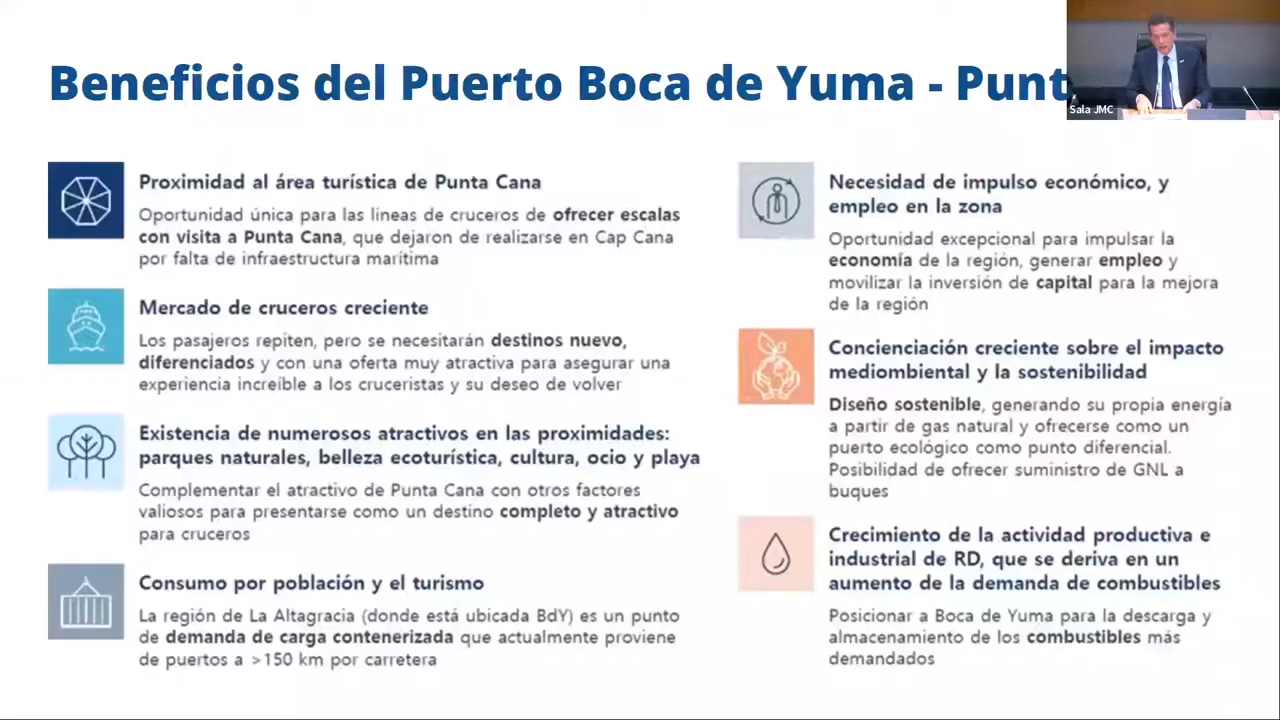 Beneficios del Puerto Boca de Yuma - Punt
Sala JMC
Proximidad al área turística de Punta Cana
Oportunidad única para las líneas de cruceros de ofrecer escalas
con visita a Punta Cana, que dejaron de realizarse en Cap Cana
por falta de infraestructura marítima
Mercado de cruceros creciente
Los pasajeros repiten, pero se necesitarán destinos nuevo,
diferenciados y con una oferta muy atractiva para asegurar una
experiencia increíble a los cruceristas y su deseo de volver
Existencia de numerosos atractivos en las proximidades:
parques naturales, belleza ecoturística, cultura, ocio y playa
Complementar el atractivo de Punta Cana con otros factores
valiosos para presentarse como un destino completo y atractivo
para cruceros
Consumo por población y el turismo
La región de La Altagracia (donde está ubicada BdY) es un punto
de demanda de carga contenerizada que actualmente proviene
de puertos a >150 km por carretera
Necesidad de impulso económico, y
empleo en la zona
Oportunidad excepcional para impulsar la
economía de la región, generar empleo y
movilizar la inversión de capital para la mejora
de la región
Concienciación creciente sobre el impacto
mediombiental y la sostenibilidad
Diseño sostenible, generando su propia energía
a partir de gas natural y ofrecerse como un
puerto ecológico como punto diferencial.
Posibilidad de ofrecer suministro de GNL a
buques
Crecimiento de la actividad productiva e
industrial de RD, que se deriva en un
aumento de la demanda de combustibles
Posicionar a Boca de Yuma para la descarga y
almacenamiento de los combustibles más
demandados